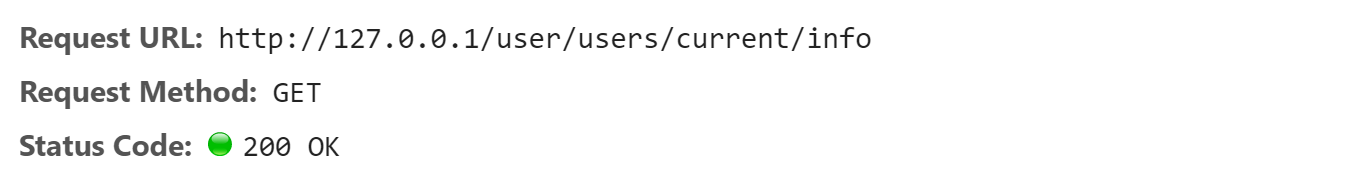 Request URL: http://127.0.0.1/user/users/current/info
Request Method: GET
Status Code: 200 OK